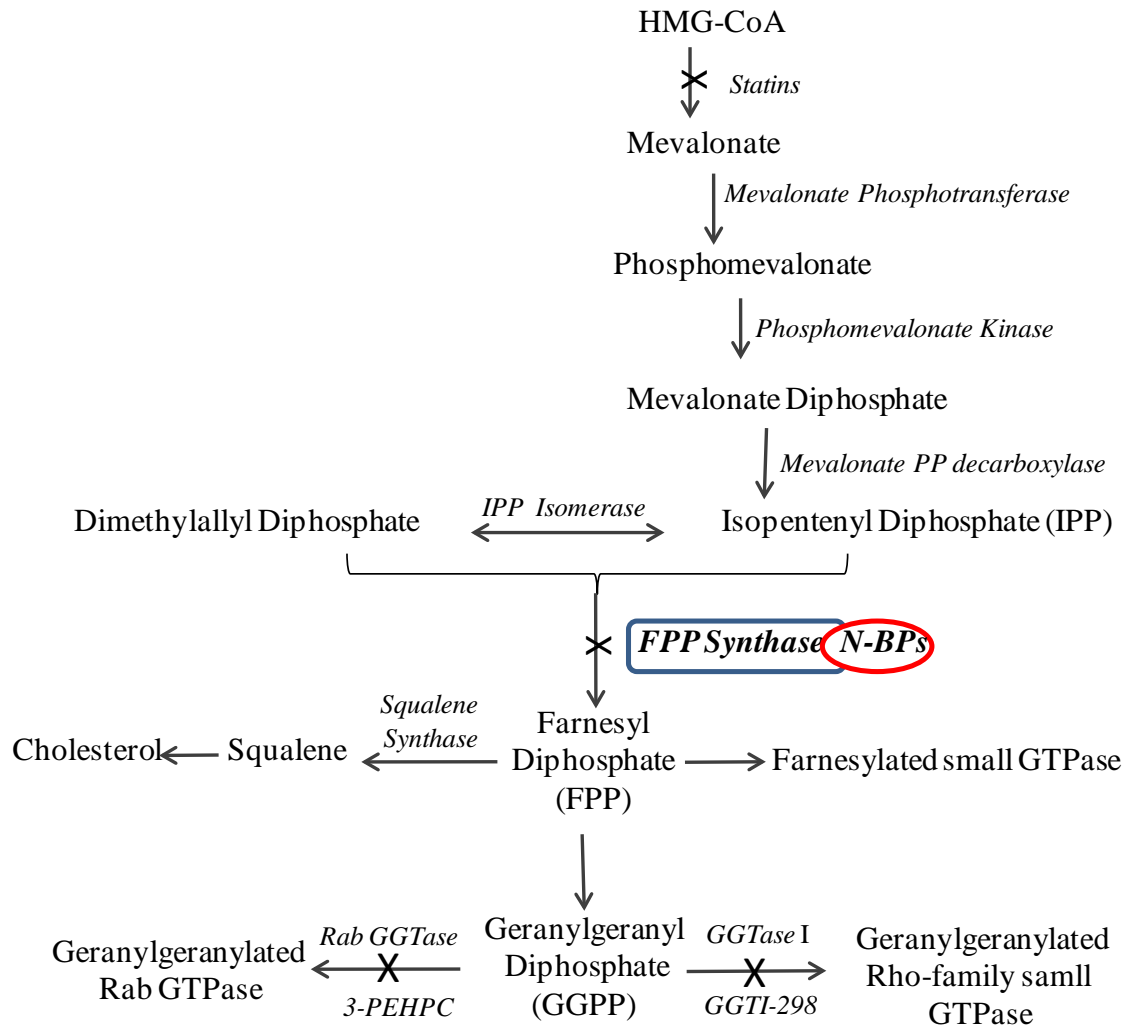 HMG-CoA
Statins
Mevalonate
Mevalonate Phosphotransferase
Phosphomevalonate
Phosphomevalonate Kinase
Mevalonate Diphosphate
Mevalonate PP decarboxylase
Dimethylallyl Diphosphate
IPP Isomerase
Isopentenyl Diphosphate (IPP)
FPP Synthase
N-BPs
Cholesterol
Squalene
Squalene
Synthase
Farnesyl
Diphosphate
(FPP)
Farnesylated small GTPase
Geranylgeranylated
Rab GTPase
Rab GGTase
3-PEHPC
Geranylgeranyl
Diphosphate
(GGPP)
GGTase I
GGTI-298
Geranylgeranylated
Rho-family samll
GTPase